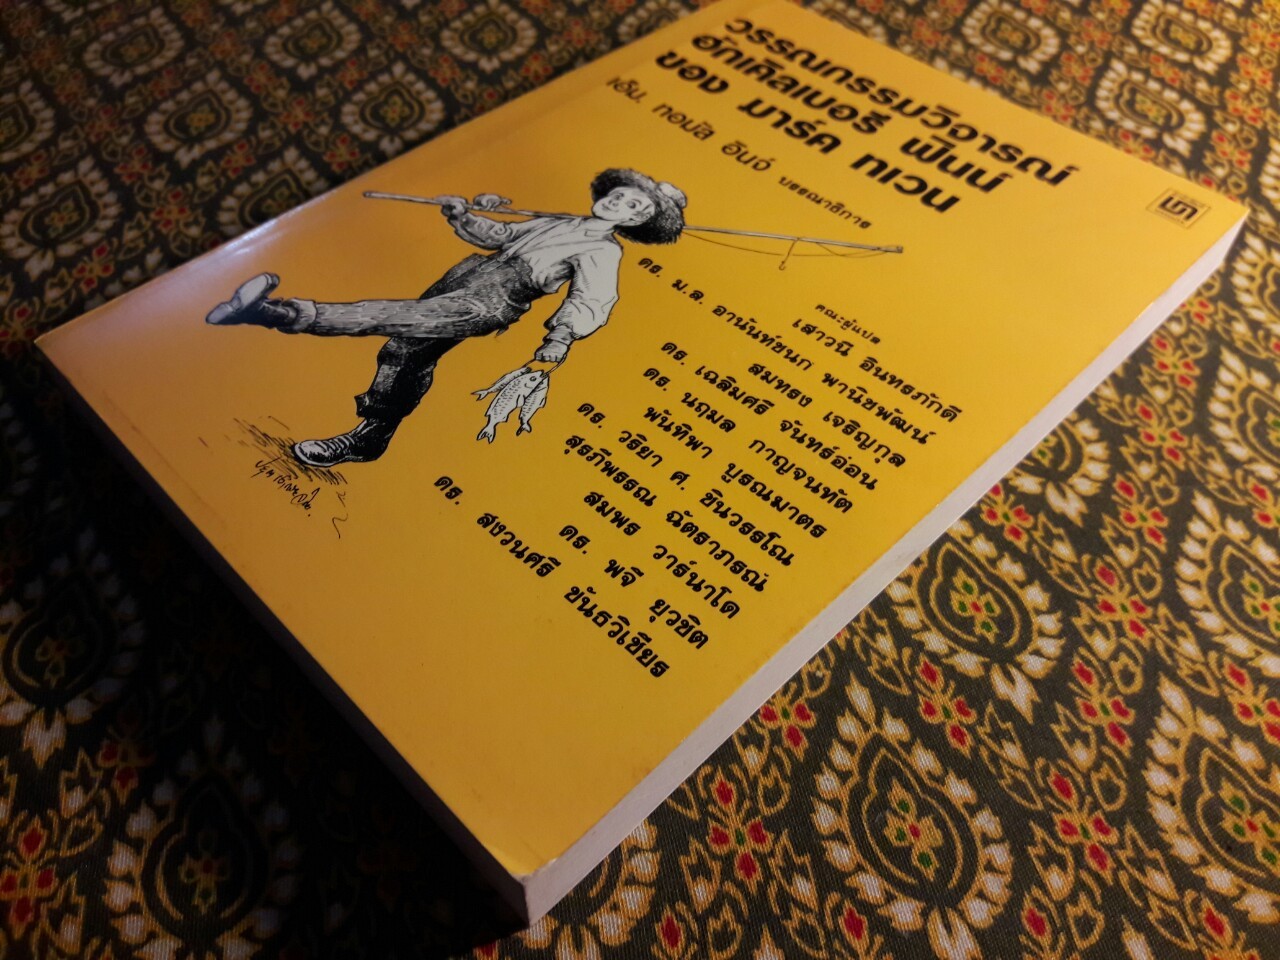 วรรณกรรมวิจารณ์
ฮักเคิลเบอรี่ ฟินน์
ของ มาร์ค ทเวน
เอ็ม. ทอมัส อินจ์ บรรณาธิการ
คณะผู้แปล
เสาวนี อินทรภักดี
ดร. ม.ล. อานันท์ชนก พานิชพัฒน์
สมทรง เจริญกุล
ดร. เฉลิมศรี จันทร์อ่อน
ดร. นฤมล กาญจนทัต
พันทิพา บูรณมาตร
ดร. วริยา ศ. ชินวรรโณ
สุรภีพรรณ ฉัตราภรณ์
สมพร วาร์นาโด
ดร. พจี ยุวชิต
ดร. สงวนศรี ขันธวิเชียร